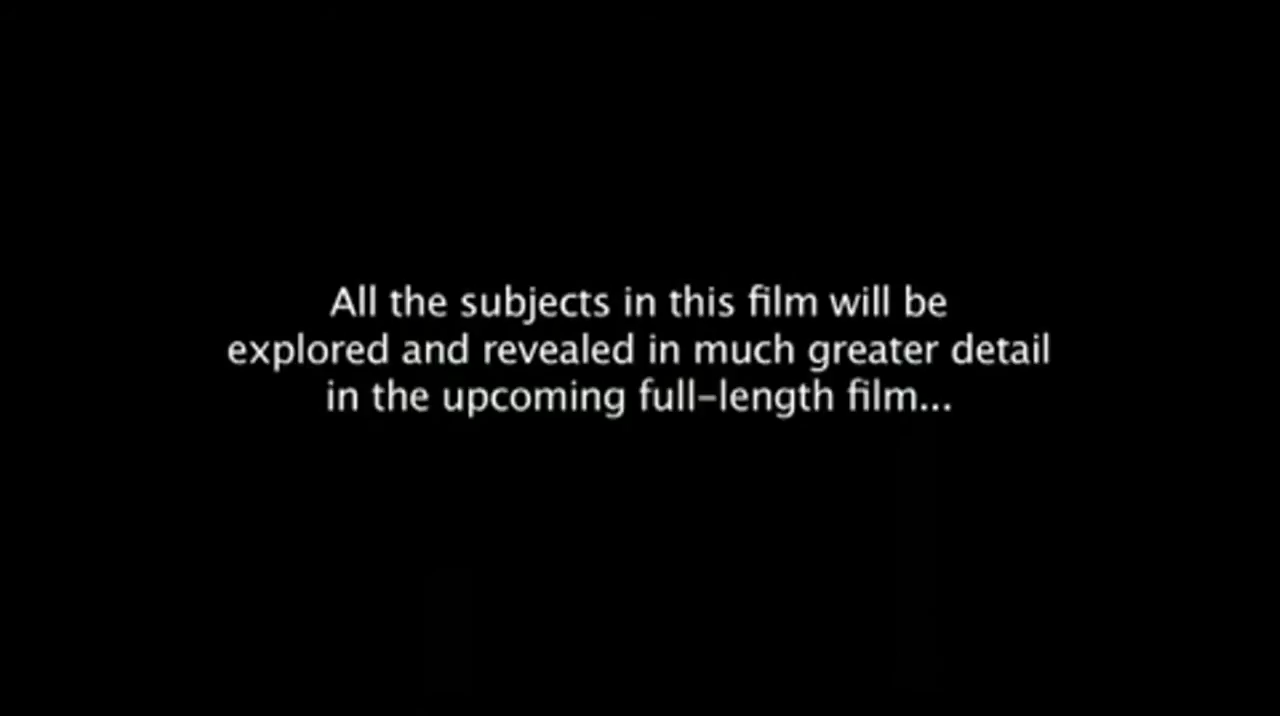 All the subjects in this film will be
explored and revealed in much greater detail
in the upcoming full-length film...